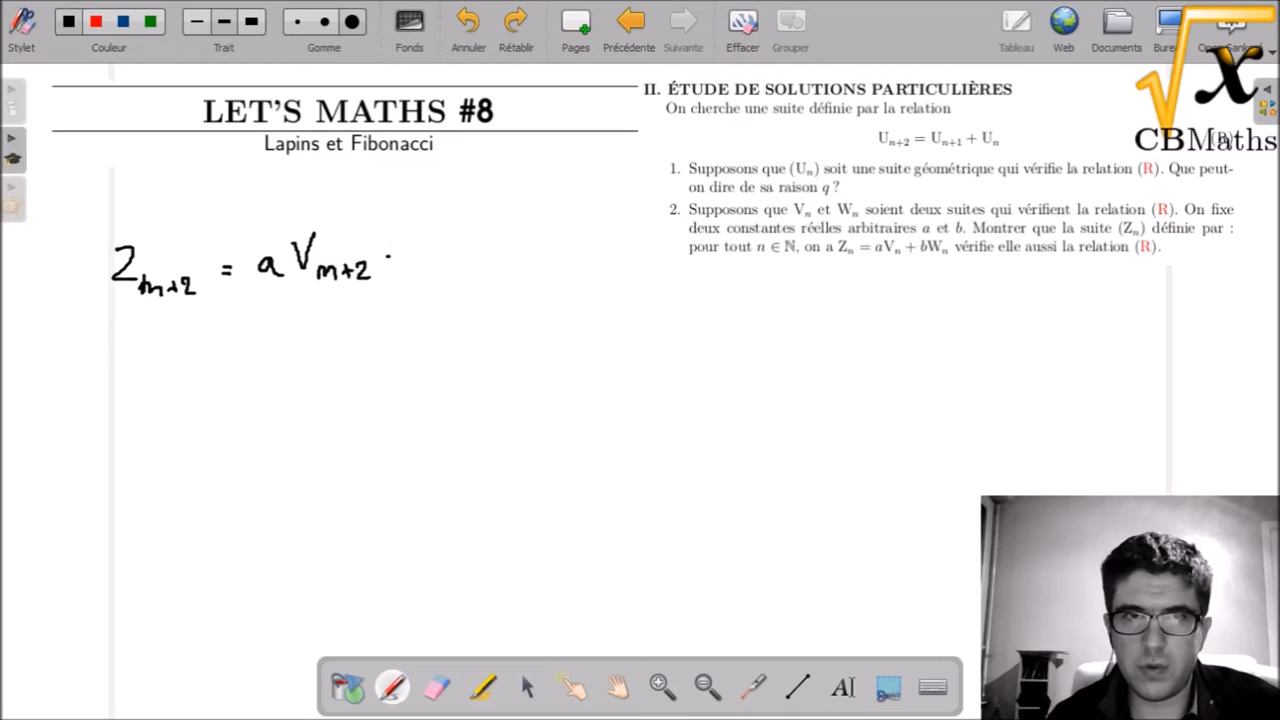 Stylet Couleur Trait Gomme Fonds Annuler Rétablir Pages Précédente Suivante Effacer Grouper Tableau Web Documents
LET'S MATHS #8
Lapins et Fibonacci
Z_{n+2} = a V_{n+2}
II. ÉTUDE DE SOLUTIONS PARTICULIÈRES
On cherche une suite définie par la relation
U_{n+2} = U_{n+1} + U_n
1. Supposons que (U_n) soit une suite géométrique qui vérifie la relation (R). Que peut-
on dire de sa raison q ?
2. Supposons que V_n et W_n soient deux suites qui vérifient la relation (R). On fixe
deux constantes réelles arbitraires a et b. Montrer que la suite (Z_n) définie par :
pour tout n ∈ ℕ, on a Z_n = aV_n + bW_n vérifie elle aussi la relation (R).
√x
CBMaths